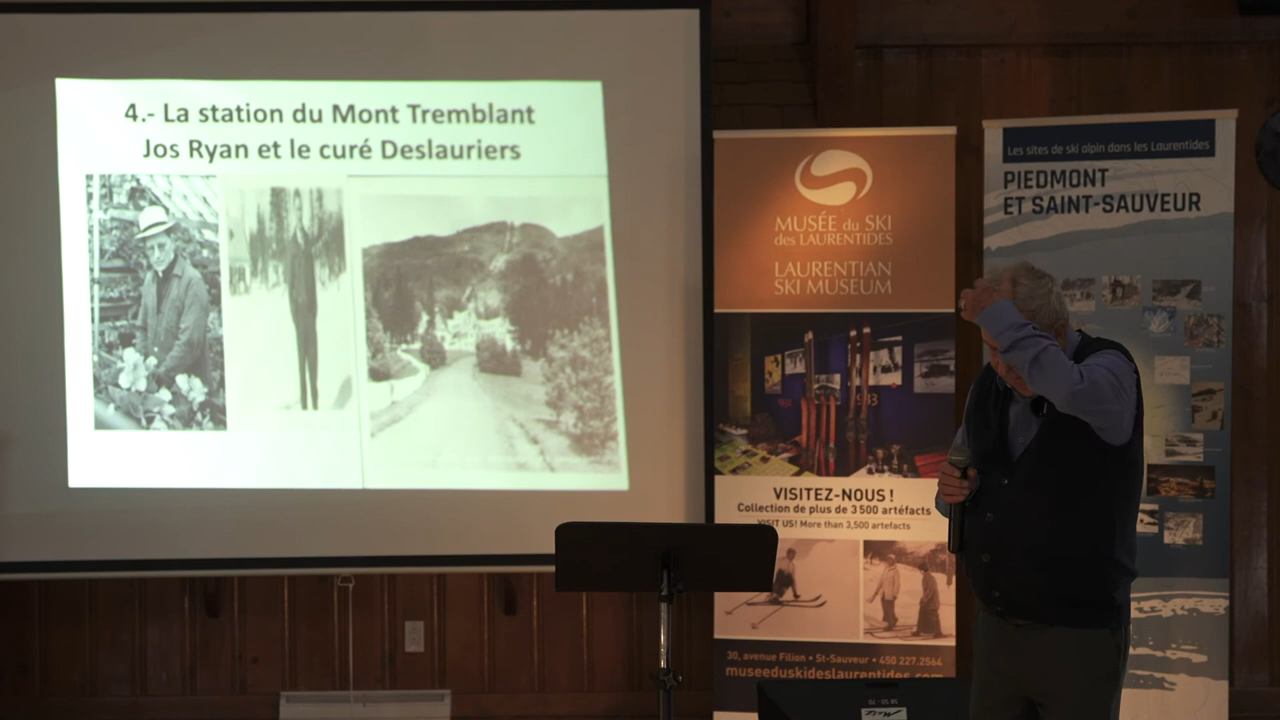 4.- La station du Mont Tremblant
Jos Ryan et le curé Deslauriers
MUSÉE du SKI
des LAURENTIDES
LAURENTIAN
SKI MUSEUM
VISITEZ-NOUS !
Collection de plus de 3 500 artéfacts
VISIT US! More than 3,500 artefacts
30, avenue Filion • St-Sauveur • 450 227.2564
museeduskideslaurentides.com
Les sites de ski alpin dans les Laurentides
PIEDMONT
ET SAINT-SAUVEUR